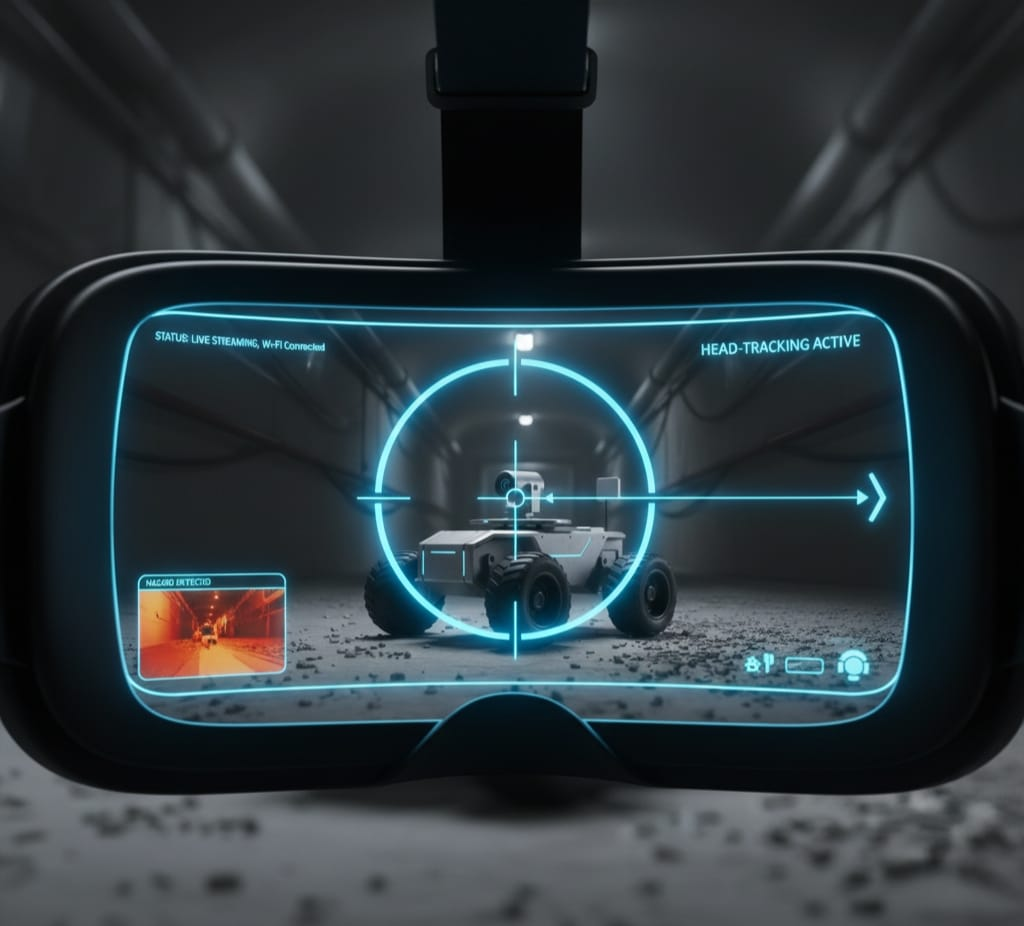 STATUS: LIVE STREAMING, Wi-Fi Connected
HEAD-TRACKING ACTIVE